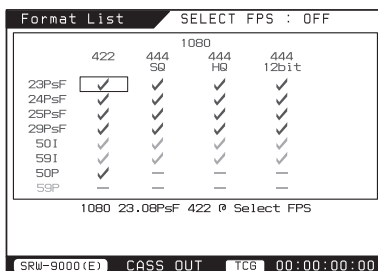 Format List SELECT FPS : OFF
1080
422 444 444 444
SQ HQ 12bit
23PsF ✓ ✓ ✓ ✓
24PsF ✓ ✓ ✓ ✓
25PsF ✓ ✓ ✓ ✓
29PsF ✓ ✓ ✓ ✓
50I ✓ ✓ ✓ ✓
59I ✓ ✓ ✓ ✓
50P ✓ — — —
59P — — — —
1080 23.08PsF 422 @ Select FPS
SRW-9000(E) CASS OUT TCG 00:00:00:00